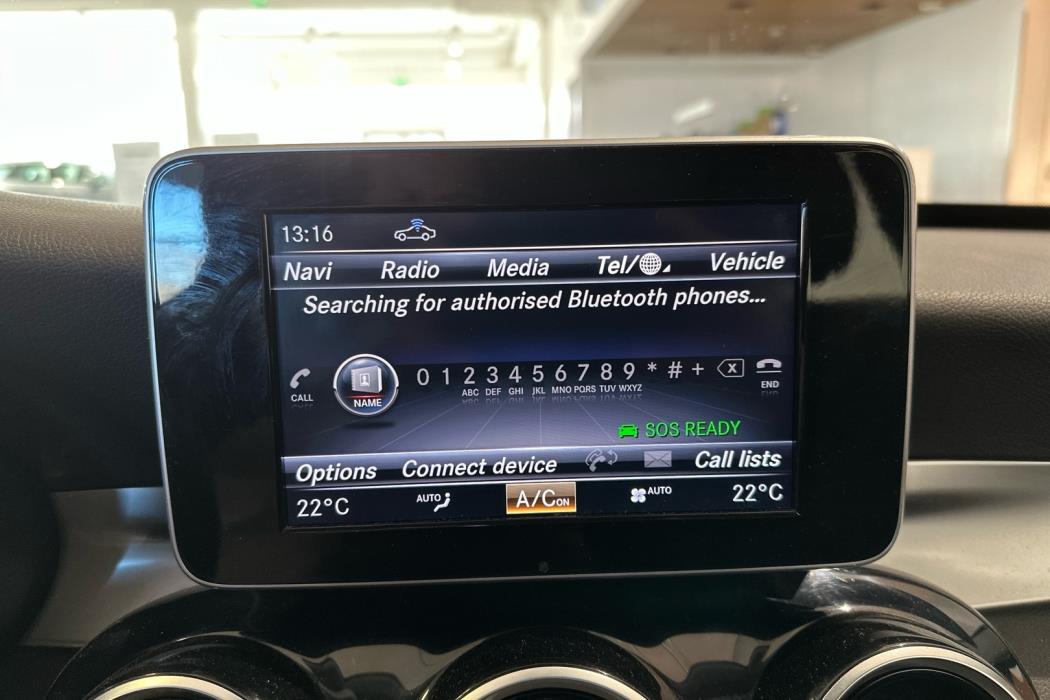 13:16
Navi Radio Media Tel/ Vehicle
Searching for authorised Bluetooth phones...
0 1 2 3 4 5 6 7 8 9 * # + X
ABC DEF GHI JKL MNO PQRS TUV WXYZ
CALL NAME END
SOS READY
Options Connect device Call lists
22°C AUTO A/C ON AUTO 22°C